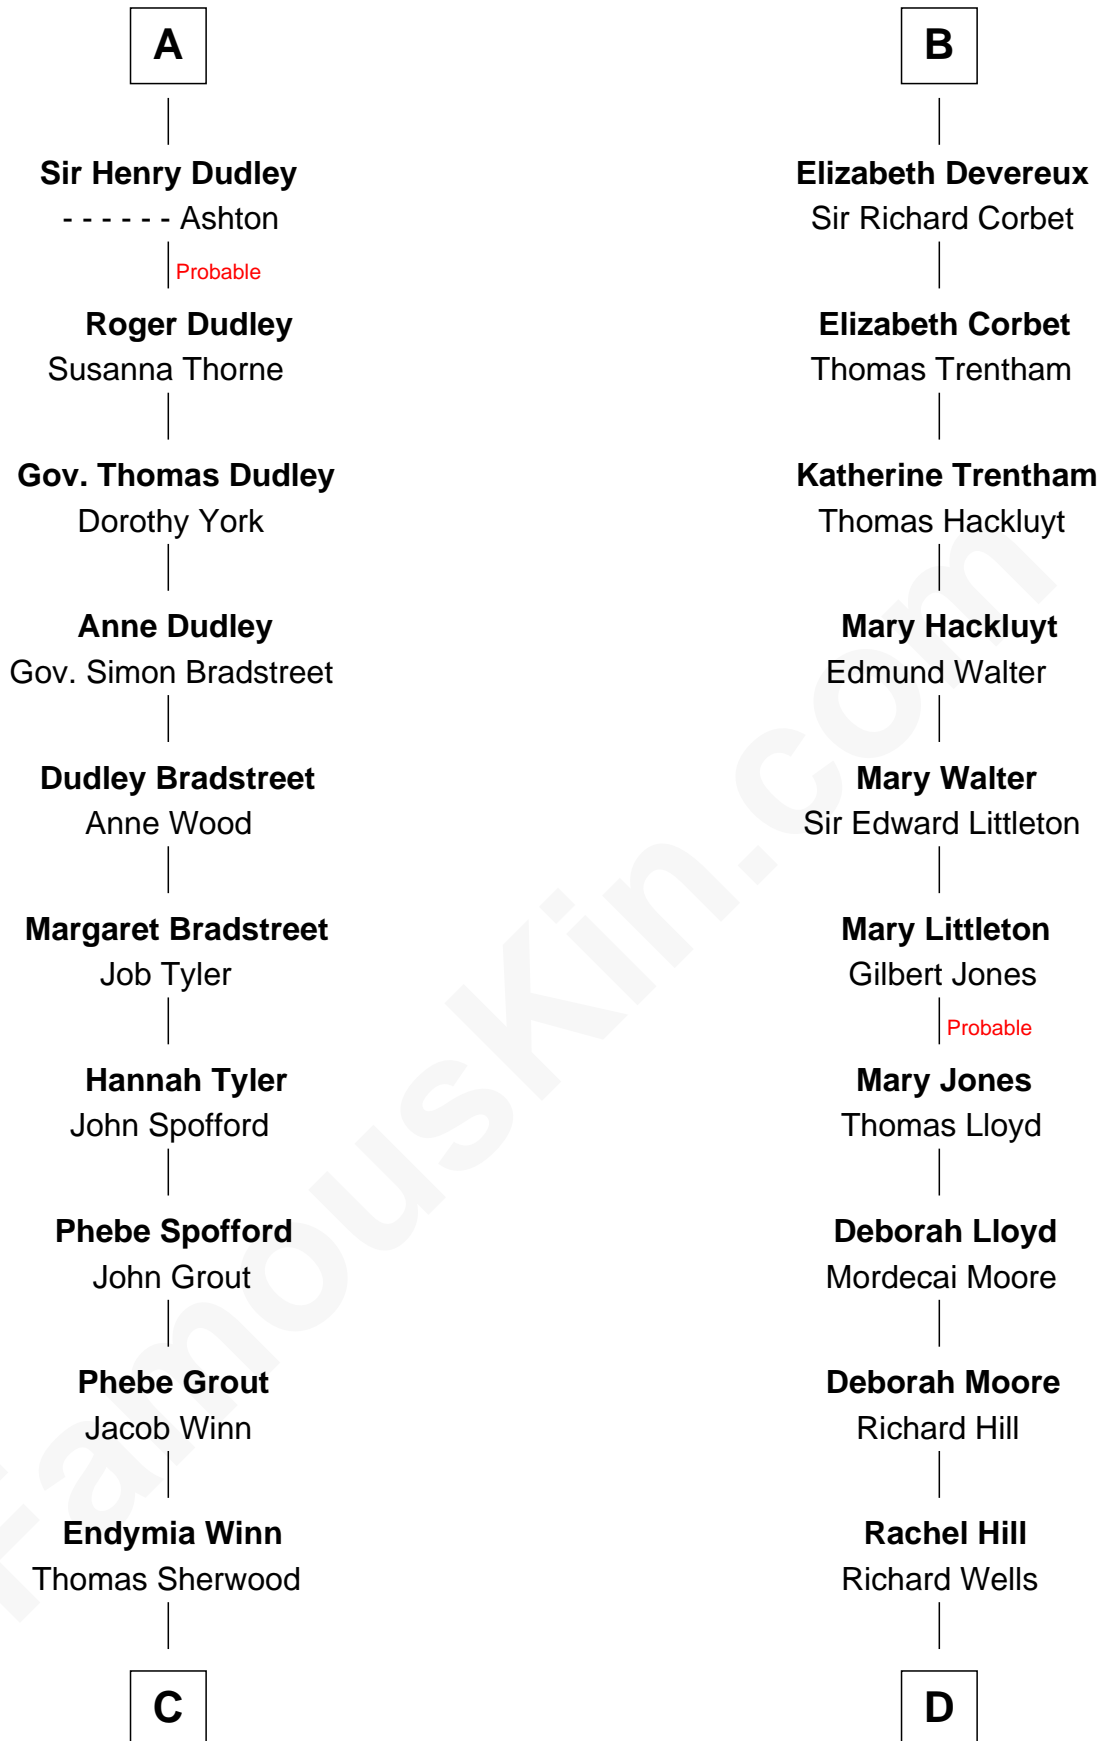 A
Sir Henry Dudley
- - - - - - Ashton
Probable
Roger Dudley
Susanna Thorne
Gov. Thomas Dudley
Dorothy York
Anne Dudley
Gov. Simon Bradstreet
Dudley Bradstreet
Anne Wood
Margaret Bradstreet
Job Tyler
Hannah Tyler
John Spofford
Phebe Spofford
John Grout
Phebe Grout
Jacob Winn
Endymia Winn
Thomas Sherwood
C
B
Elizabeth Devereux
Sir Richard Corbet
Elizabeth Corbet
Thomas Trentham
Katherine Trentham
Thomas Hackluyt
Mary Hackluyt
Edmund Walter
Mary Walter
Sir Edward Littleton
Mary Littleton
Gilbert Jones
Probable
Mary Jones
Thomas Lloyd
Deborah Lloyd
Mordecai Moore
Deborah Moore
Richard Hill
Rachel Hill
Richard Wells
D
FamousKin.com